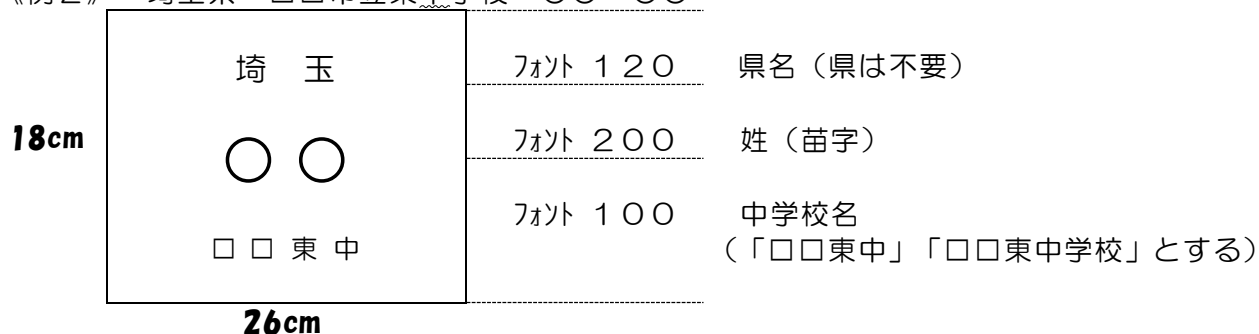 埼 玉 ﾌｫﾝﾄ １２０ 県名（県は不要）
18cm ○ ○ ﾌｫﾝﾄ ２００ 姓（苗字）
ﾌｫﾝﾄ １００ 中学校名
□ □ 東 中 （「□□東中」「□□東中学校」とする）
26cm